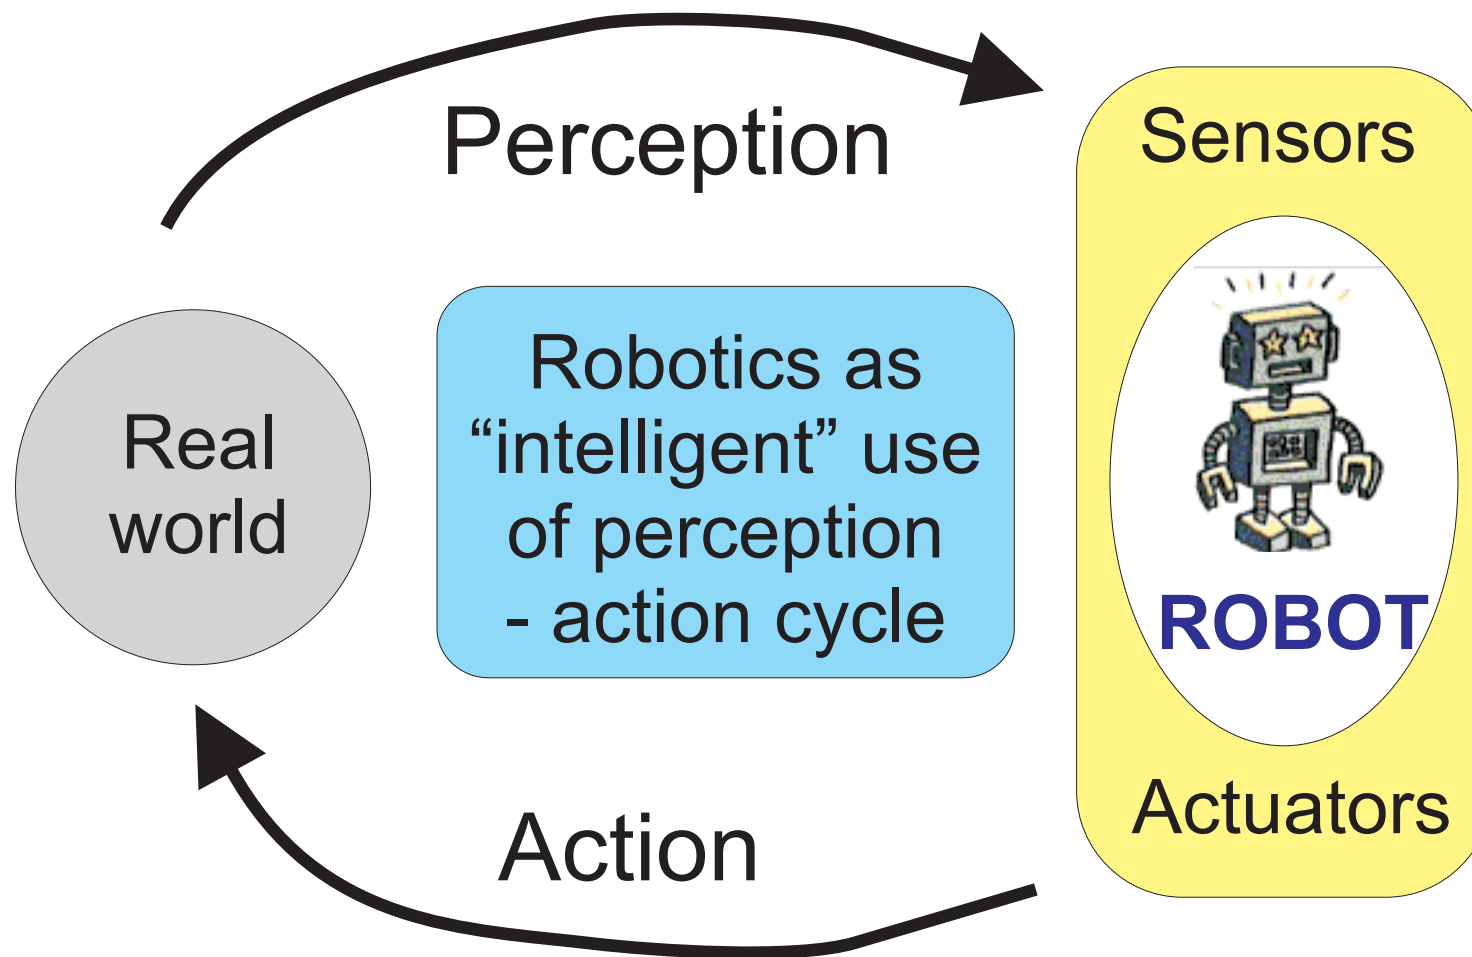 Perception
Sensors
Real
world
Robotics as
“intelligent” use
of perception
- action cycle
ROBOT
Actuators
Action